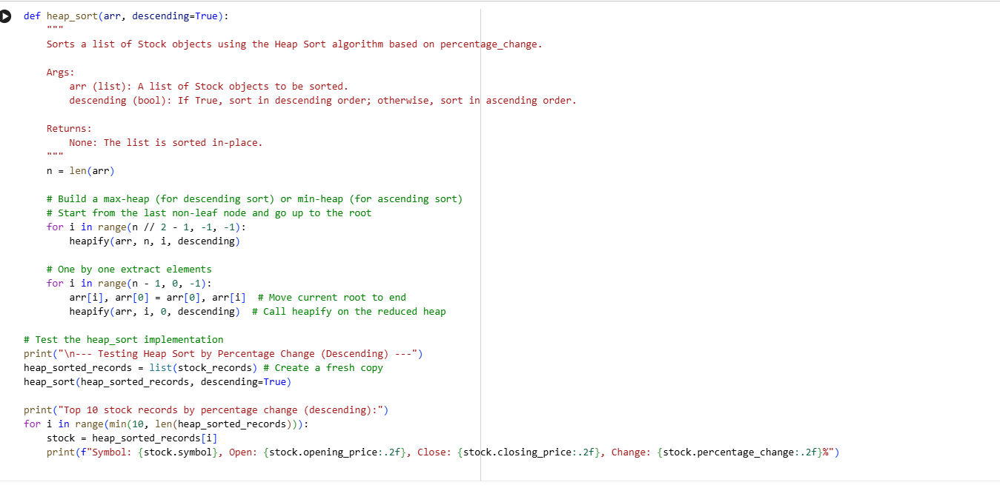 def heap_sort(arr, descending=True):
    """
    Sorts a list of Stock objects using the Heap Sort algorithm based on percentage_change.

    Args:
        arr (list): A list of Stock objects to be sorted.
        descending (bool): If True, sort in descending order; otherwise, sort in ascending order.

    Returns:
        None: The list is sorted in-place.
    """
    n = len(arr)

    # Build a max-heap (for descending sort) or min-heap (for ascending sort)
    # Start from the last non-leaf node and go up to the root
    for i in range(n // 2 - 1, -1, -1):
        heapify(arr, n, i, descending)

    # One by one extract elements
    for i in range(n - 1, 0, -1):
        arr[i], arr[0] = arr[0], arr[i]  # Move current root to end
        heapify(arr, i, 0, descending)  # Call heapify on the reduced heap

# Test the heap_sort implementation
print("\n--- Testing Heap Sort by Percentage Change (Descending) ---")
heap_sorted_records = list(stock_records) # Create a fresh copy
heap_sort(heap_sorted_records, descending=True)

print("Top 10 stock records by percentage change (descending):")
for i in range(min(10, len(heap_sorted_records))):
    stock = heap_sorted_records[i]
    print(f"Symbol: {stock.symbol}, Open: {stock.opening_price:.2f}, Close: {stock.closing_price:.2f}, Change: {stock.percentage_change:.2f}%")